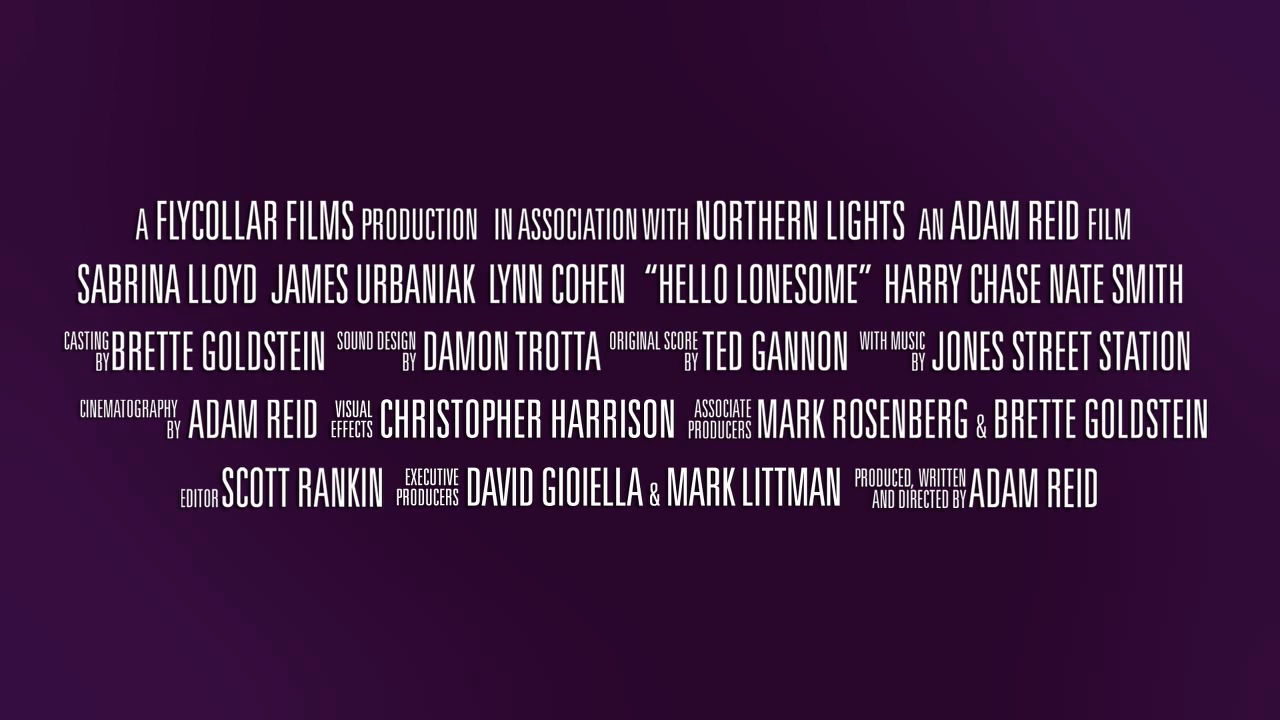 A FLYCOLLAR FILMS PRODUCTION IN ASSOCIATION WITH NORTHERN LIGHTS AN ADAM REID FILM
SABRINA LLOYD JAMES URBANIAK LYNN COHEN “HELLO LONESOME” HARRY CHASE NATE SMITH
CASTING BY BRETTE GOLDSTEIN SOUND DESIGN BY DAMON TROTTA ORIGINAL SCORE BY TED GANNON WITH MUSIC BY JONES STREET STATION
CINEMATOGRAPHY BY ADAM REID VISUAL EFFECTS CHRISTOPHER HARRISON ASSOCIATE PRODUCERS MARK ROSENBERG & BRETTE GOLDSTEIN
EDITOR SCOTT RANKIN EXECUTIVE PRODUCERS DAVID GIOIELLA & MARK LITTMAN PRODUCED, WRITTEN AND DIRECTED BY ADAM REID